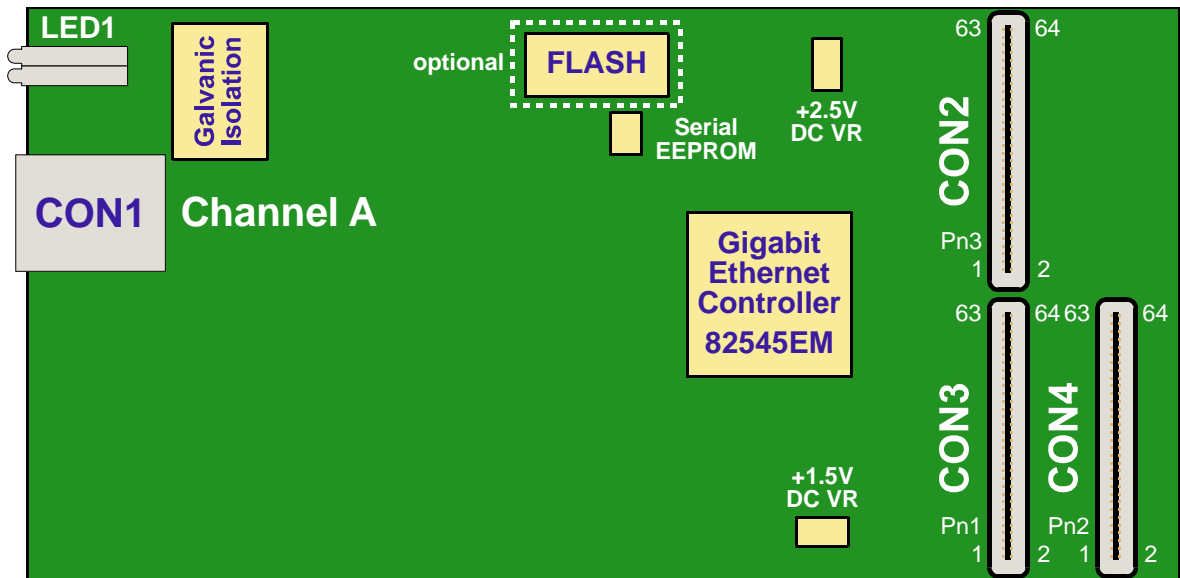 LED1
Galvanic
Isolation
optional
FLASH
Serial
EEPROM
+2.5V
DC VR
63
64
CON2
Pn3
1
2
CON1
Channel A
Gigabit
Ethernet
Controller
82545EM
63
64
63
64
CON3
CON4
+1.5V
DC VR
Pn1
1
2
Pn2
1
2